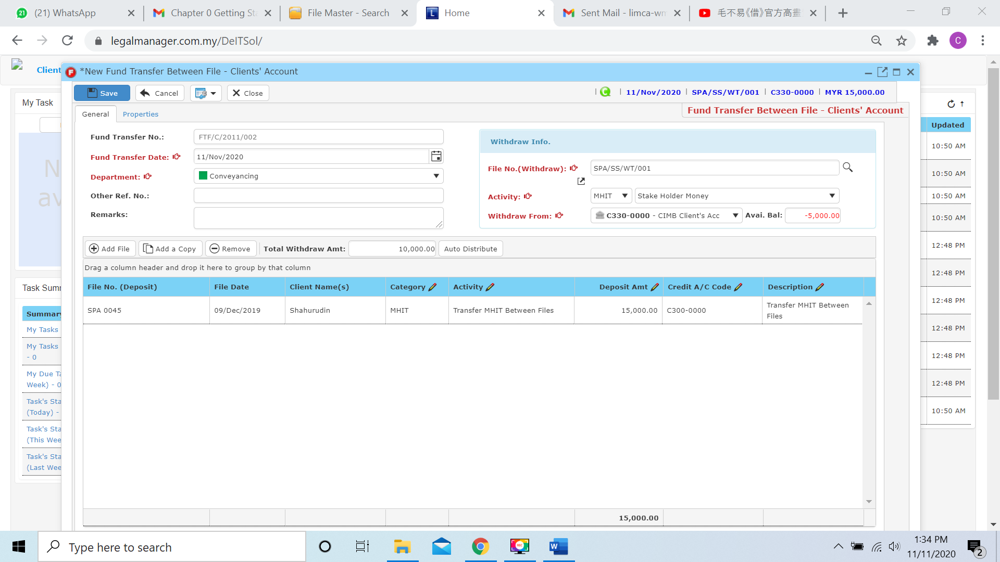 21 (21) WhatsApp
Chapter 0 Getting Sta
File Master - Search
L Home
Sent Mail - limca-wm
毛不易《借》官方高畫
legalmanager.com.my/DeITSol/
C
Client
F *New Fund Transfer Between File - Clients' Account
Save Cancel Close
C | 11/Nov/2020 | SPA/SS/WT/001 | C330-0000 | MYR 15,000.00
My Task
General Properties
Fund Transfer Between File - Clients' Account
Fund Transfer No.: FTF/C/2011/002
Fund Transfer Date: 11/Nov/2020
Department: Conveyancing
Other Ref. No.:
Remarks:
Withdraw Info.
File No.(Withdraw): SPA/SS/WT/001
Activity: MHIT Stake Holder Money
Withdraw From: C330-0000 - CIMB Client's Acc Avai. Bal: -5,000.00
Add File Add a Copy Remove Total Withdraw Amt: 10,000.00 Auto Distribute
Drag a column header and drop it here to group by that column
File No. (Deposit) File Date Client Name(s) Category Activity Deposit Amt Credit A/C Code Description
SPA 0045 09/Dec/2019 Shahurudin MHIT Transfer MHIT Between Files 15,000.00 C300-0000 Transfer MHIT Between
Files
15,000.00
N
av
Task Summ
Summary
My Tasks
My Tasks
- 0
My Due Ta
Week) - 0
Task's Sta
(Today) -
Task's Sta
(This Wee
Task's Sta
(Last Wee
Updated
10:50 AM
10:50 AM
10:50 AM
10:50 AM
12:48 PM
12:48 PM
12:48 PM
12:48 PM
12:48 PM
12:48 PM
10:50 AM
Type here to search
REC
W
1:34 PM
11/11/2020
2